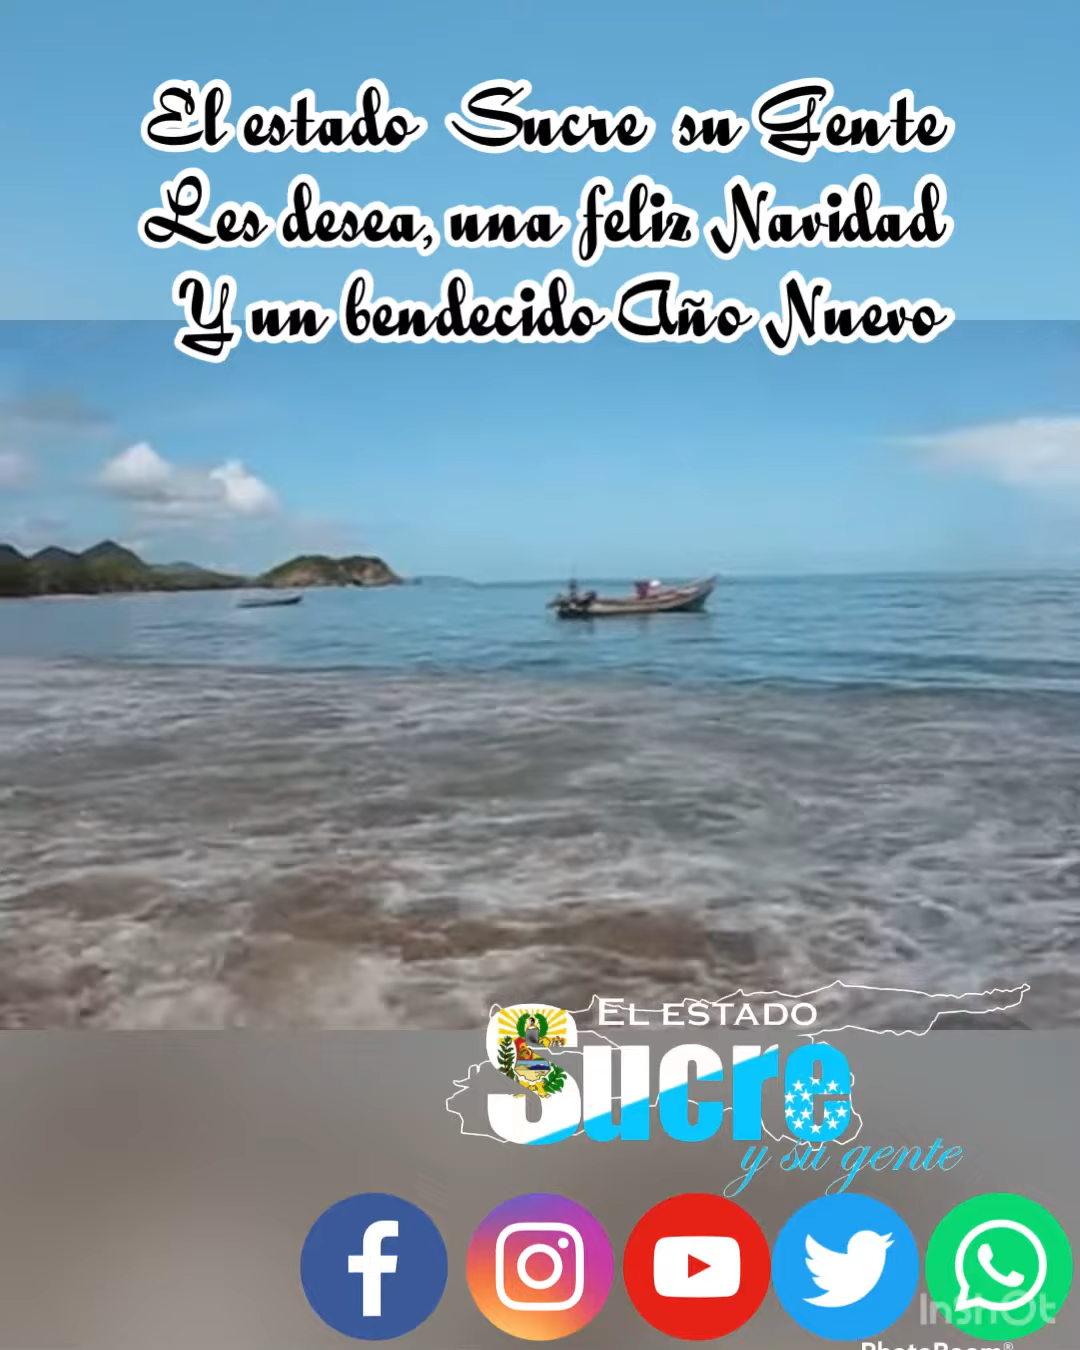 El estado Sucre su Gente
Les desea, una feliz Navidad
Y un bendecido Año Nuevo
EL ESTADO
Sucre
y su gente
InShOt
PhotoRoom®